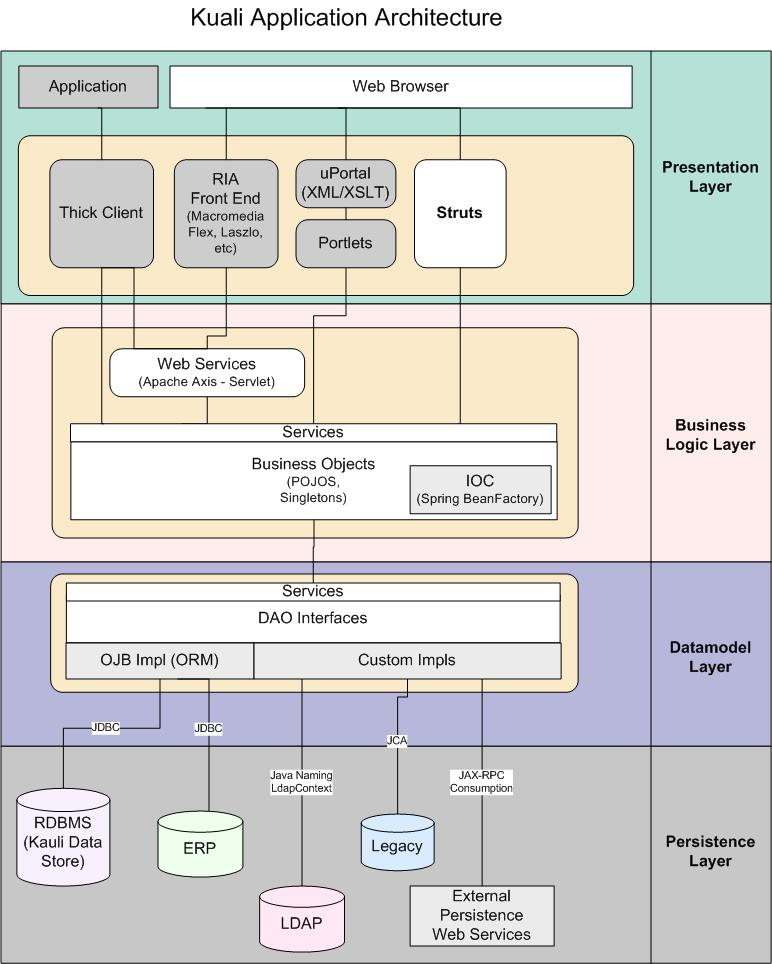 Kuali Application Architecture
Application
Web Browser
Thick Client
RIA
Front End
(Macromedia
Flex, Laszlo,
etc)
uPortal
(XML/XSLT)
Portlets
Struts
Presentation
Layer
Web Services
(Apache Axis - Servlet)
Services
Business Objects
(POJOS,
Singletons)
IOC
(Spring BeanFactory)
Business
Logic Layer
Services
DAO Interfaces
OJB Impl (ORM)
Custom Impls
Datamodel
Layer
JDBC
JDBC
JCA
Java Naming
LdapContext
JAX-RPC
Consumption
RDBMS
(Kauli Data
Store)
ERP
Legacy
LDAP
External
Persistence
Web Services
Persistence
Layer